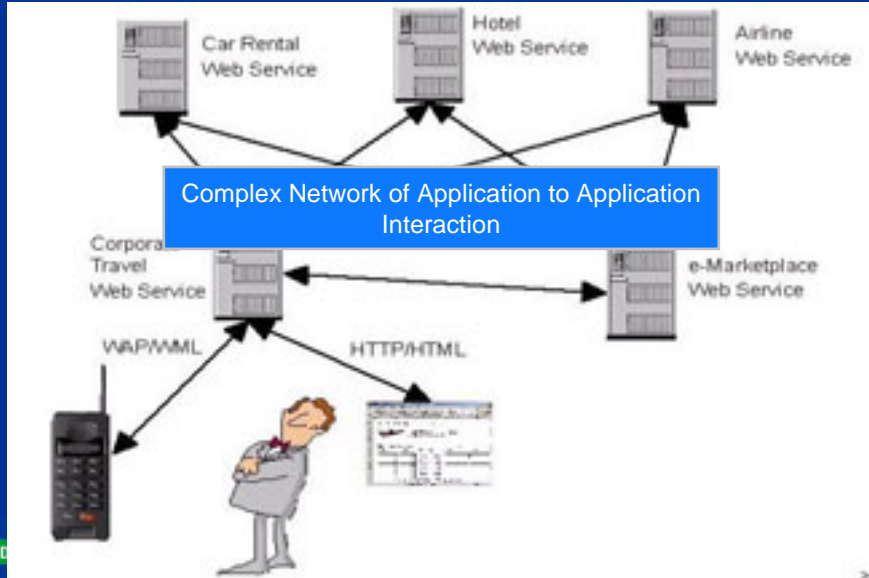 Car Rental
Web Service
Hotel
Web Service
Airline
Web Service
Complex Network of Application to Application
Interaction
Corpora
Travel
Web Service
e-Marketplace
Web Service
WAP/WML
HTTP/HTML